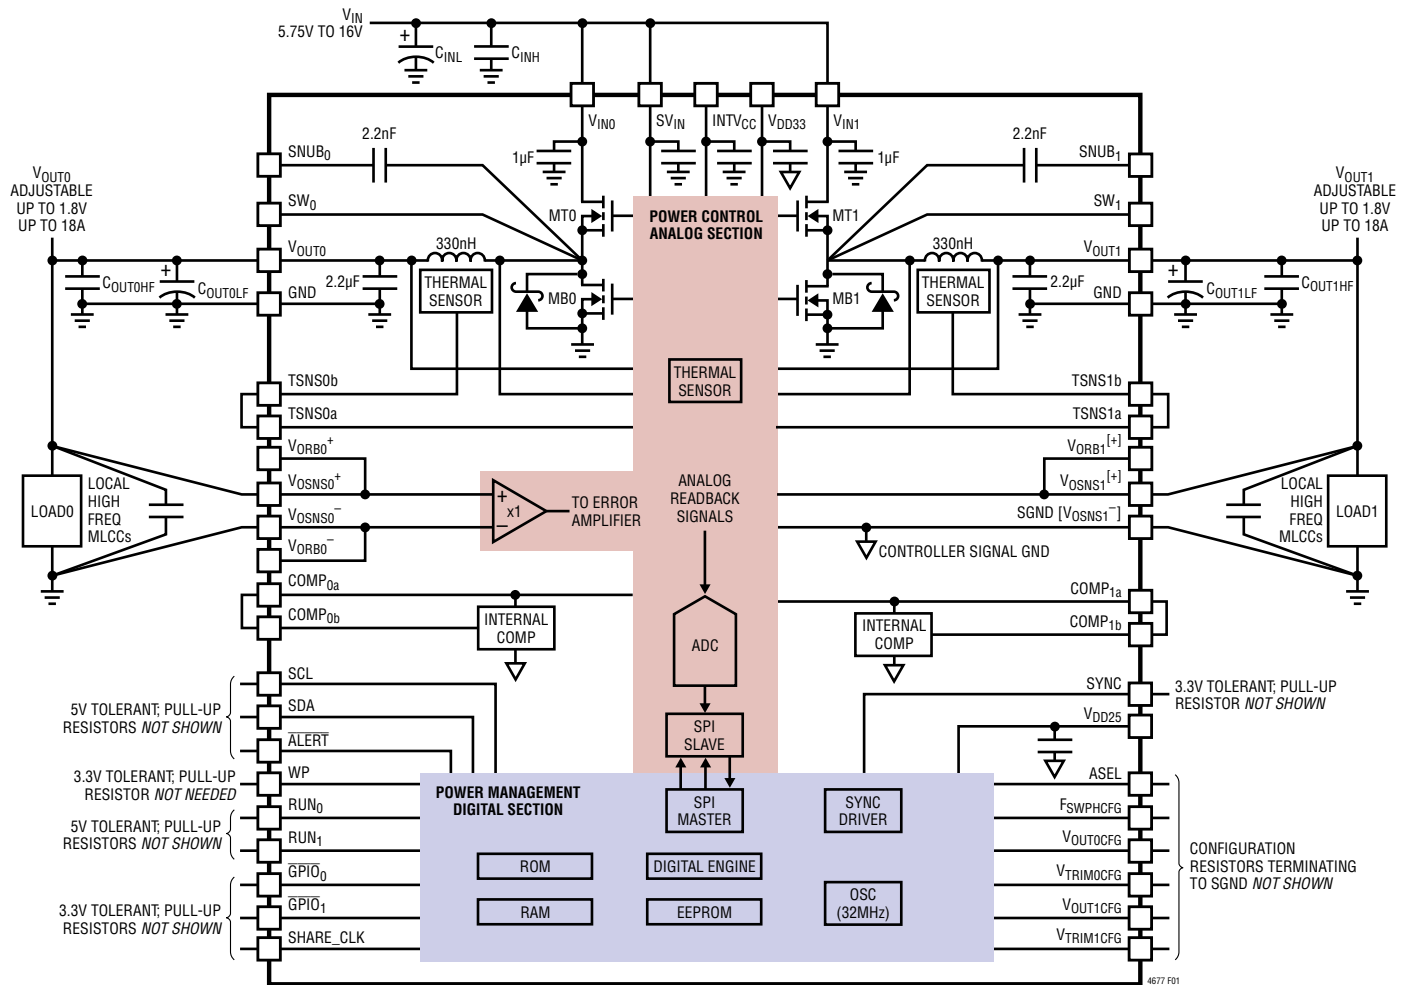 VIN
5.75V TO 16V
+
CINL
CINH
VIN0
SVIN
INTVCC
VDD33
VIN1
SNUB0
2.2nF
1µF
1µF
2.2nF
SNUB1
VOUT0
ADJUSTABLE
UP TO 1.8V
UP TO 18A
SW0
MT0
POWER CONTROL
ANALOG SECTION
MT1
SW1
VOUT1
ADJUSTABLE
UP TO 1.8V
UP TO 18A
VOUT0
330nH
330nH
VOUT1
COUT0HF
+
COUT0LF
GND
2.2µF
THERMAL
SENSOR
MB0
MB1
THERMAL
SENSOR
2.2µF
GND
+
COUT1LF
COUT1HF
THERMAL
SENSOR
TSNS0b
TSNS0a
TSNS1b
TSNS1a
VORB0+
VOSNS0+
VOSNS0–
VORB0–
LOAD0
LOCAL
HIGH
FREQ
MLCCs
+
–
x1
TO ERROR
AMPLIFIER
ANALOG
READBACK
SIGNALS
VORB1[+]
VOSNS1[+]
SGND [VOSNS1–]
CONTROLLER SIGNAL GND
LOCAL
HIGH
FREQ
MLCCs
LOAD1
COMP0a
COMP0b
INTERNAL
COMP
ADC
INTERNAL
COMP
COMP1a
COMP1b
5V TOLERANT; PULL-UP
RESISTORS NOT SHOWN
SCL
SDA
ALERT
SPI
SLAVE
SYNC
3.3V TOLERANT; PULL-UP
RESISTOR NOT SHOWN
VDD25
3.3V TOLERANT; PULL-UP
RESISTOR NOT NEEDED
WP
5V TOLERANT; PULL-UP
RESISTORS NOT SHOWN
RUN0
RUN1
3.3V TOLERANT; PULL-UP
RESISTORS NOT SHOWN
GPIO0
GPIO1
SHARE_CLK
POWER MANAGEMENT
DIGITAL SECTION
SPI
MASTER
SYNC
DRIVER
ROM
DIGITAL ENGINE
RAM
EEPROM
OSC
(32MHz)
ASEL
FSWPHCFG
VOUT0CFG
VTRIM0CFG
VOUT1CFG
VTRIM1CFG
CONFIGURATION
RESISTORS TERMINATING
TO SGND NOT SHOWN
4677 F01